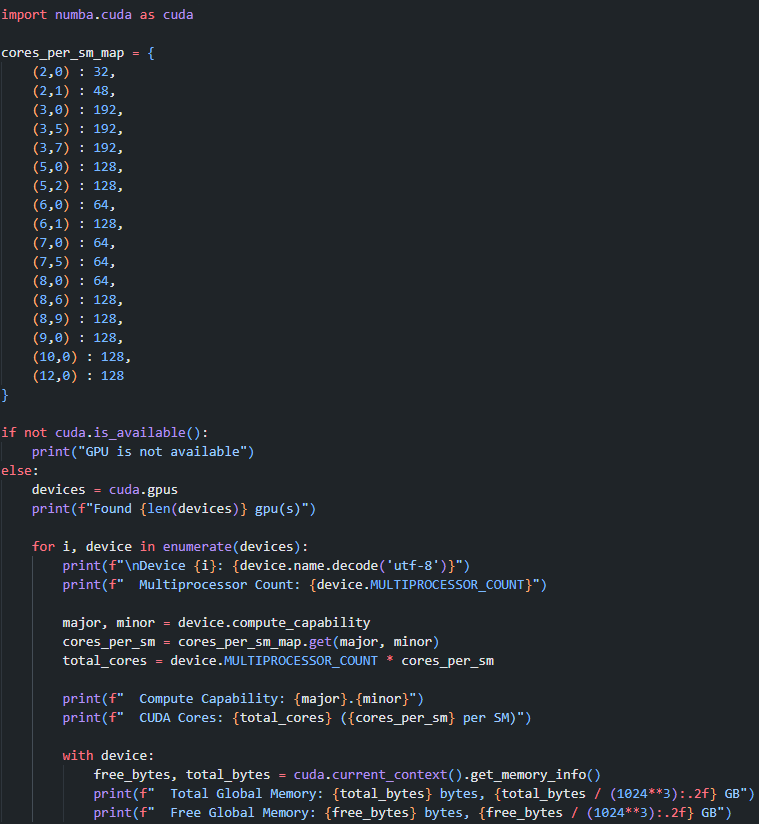 import numba.cuda as cuda

cores_per_sm_map = {
    (2,0) : 32,
    (2,1) : 48,
    (3,0) : 192,
    (3,5) : 192,
    (3,7) : 192,
    (5,0) : 128,
    (5,2) : 128,
    (6,0) : 64,
    (6,1) : 128,
    (7,0) : 64,
    (7,5) : 64,
    (8,0) : 64,
    (8,6) : 128,
    (8,9) : 128,
    (9,0) : 128,
    (10,0) : 128,
    (12,0) : 128
}

if not cuda.is_available():
    print("GPU is not available")
else:
    devices = cuda.gpus
    print(f"Found {len(devices)} gpu(s)")

    for i, device in enumerate(devices):
        print(f"\nDevice {i}: {device.name.decode('utf-8')}")
        print(f"  Multiprocessor Count: {device.MULTIPROCESSOR_COUNT}")

        major, minor = device.compute_capability
        cores_per_sm = cores_per_sm_map.get(major, minor)
        total_cores = device.MULTIPROCESSOR_COUNT * cores_per_sm

        print(f"  Compute Capability: {major}.{minor}")
        print(f"  CUDA Cores: {total_cores} ({cores_per_sm} per SM)")

        with device:
            free_bytes, total_bytes = cuda.current_context().get_memory_info()
            print(f"  Total Global Memory: {total_bytes} bytes, {total_bytes / (1024**3):.2f} GB")
            print(f"  Free Global Memory: {free_bytes} bytes, {free_bytes / (1024**3):.2f} GB")